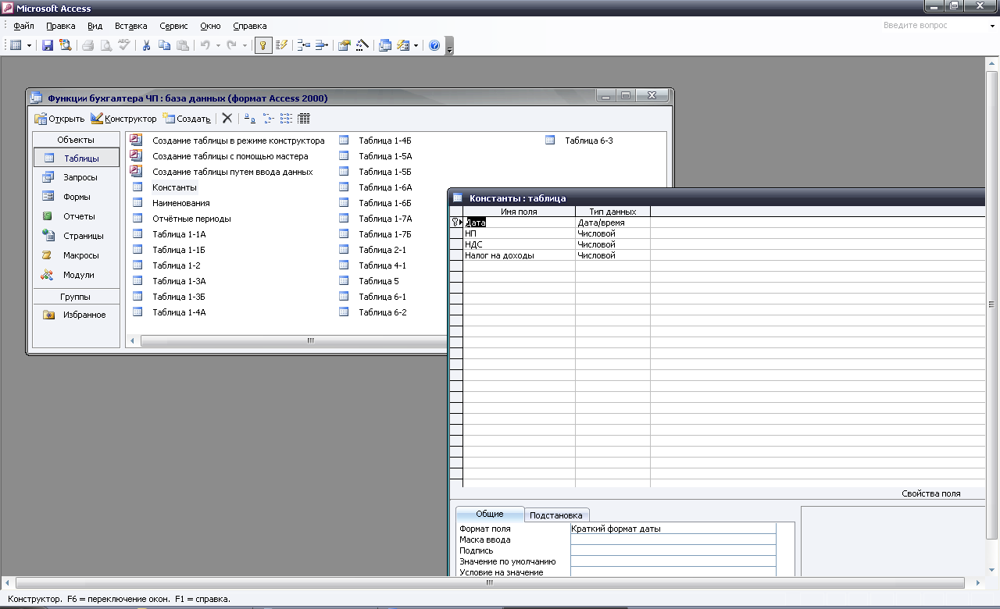 Microsoft Access
Файл Правка Вид Вставка Сервис Окно Справка
Введите вопрос
Функции бухгалтера ЧП : база данных (формат Access 2000)
Открыть Конструктор Создать
Объекты
Таблицы
Запросы
Формы
Отчеты
Страницы
Макросы
Модули
Группы
Избранное
Создание таблицы в режиме конструктора
Создание таблицы с помощью мастера
Создание таблицы путем ввода данных
Константы
Наименования
Отчётные периоды
Таблица 1-1А
Таблица 1-1Б
Таблица 1-2
Таблица 1-3А
Таблица 1-3Б
Таблица 1-4А
Таблица 1-4Б
Таблица 1-5А
Таблица 1-5Б
Таблица 1-6А
Таблица 1-6Б
Таблица 1-7А
Таблица 1-7Б
Таблица 2-1
Таблица 4-1
Таблица 5
Таблица 6-1
Таблица 6-2
Таблица 6-3
Константы : таблица
Имя поля Тип данных
Дата Дата/время
НП Числовой
НДС Числовой
Налог на доходы Числовой
Свойства поля
Общие Подстановка
Формат поля Краткий формат даты
Маска ввода
Подпись
Значение по умолчанию
Условие на значение
Конструктор. F6 = переключение окон. F1 = справка.